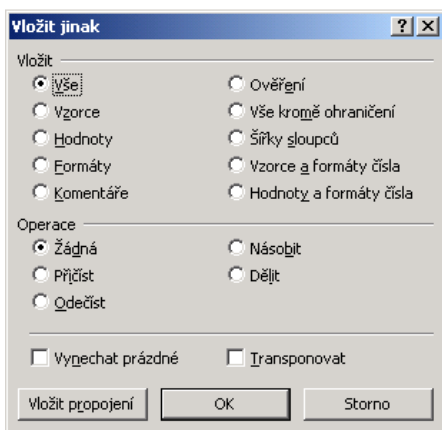 Vložit jinak
Vložit
Vše Ověření
Vzorce Vše kromě ohraničení
Hodnoty Šířky sloupců
Formáty Vzorce a formáty čísla
Komentáře Hodnoty a formáty čísla
Operace
Žádná Násobit
Přičíst Dělit
Odečíst
Vynechat prázdné Transponovat
Vložit propojení OK Storno